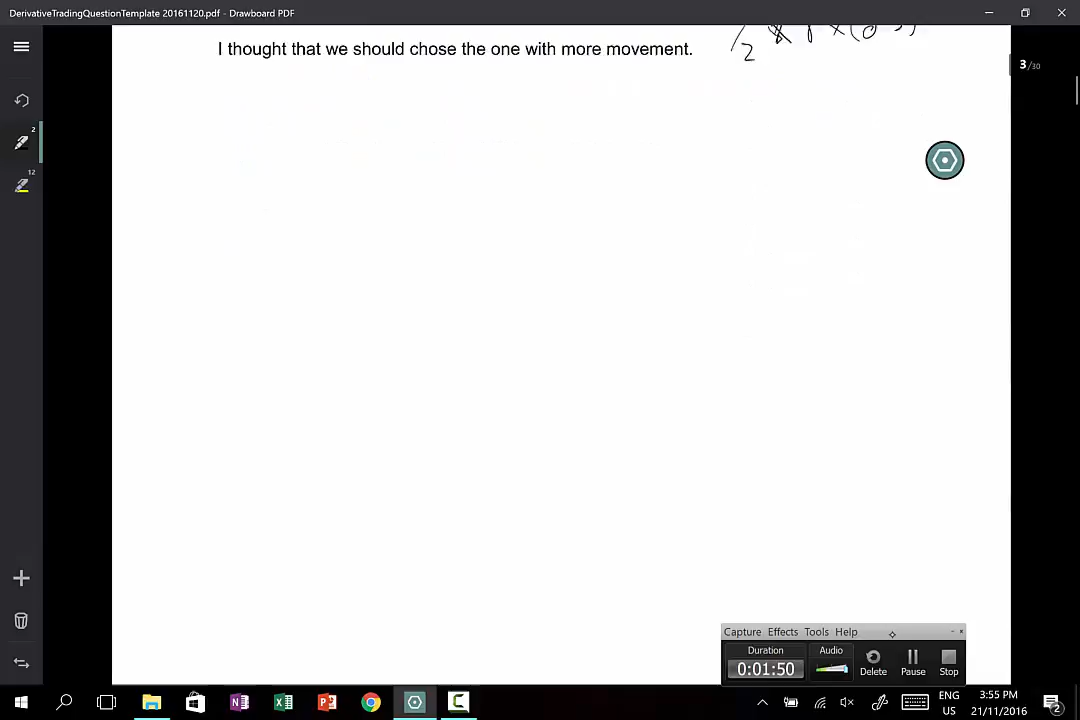 DerivativeTradingQuestionTemplate 20161120.pdf - Drawboard PDF
I thought that we should chose the one with more movement.
3 /30
2
12
Capture Effects Tools Help
Duration
Audio
0:01:50
Delete
Pause
Stop
ENG
US
3:55 PM
21/11/2016
2